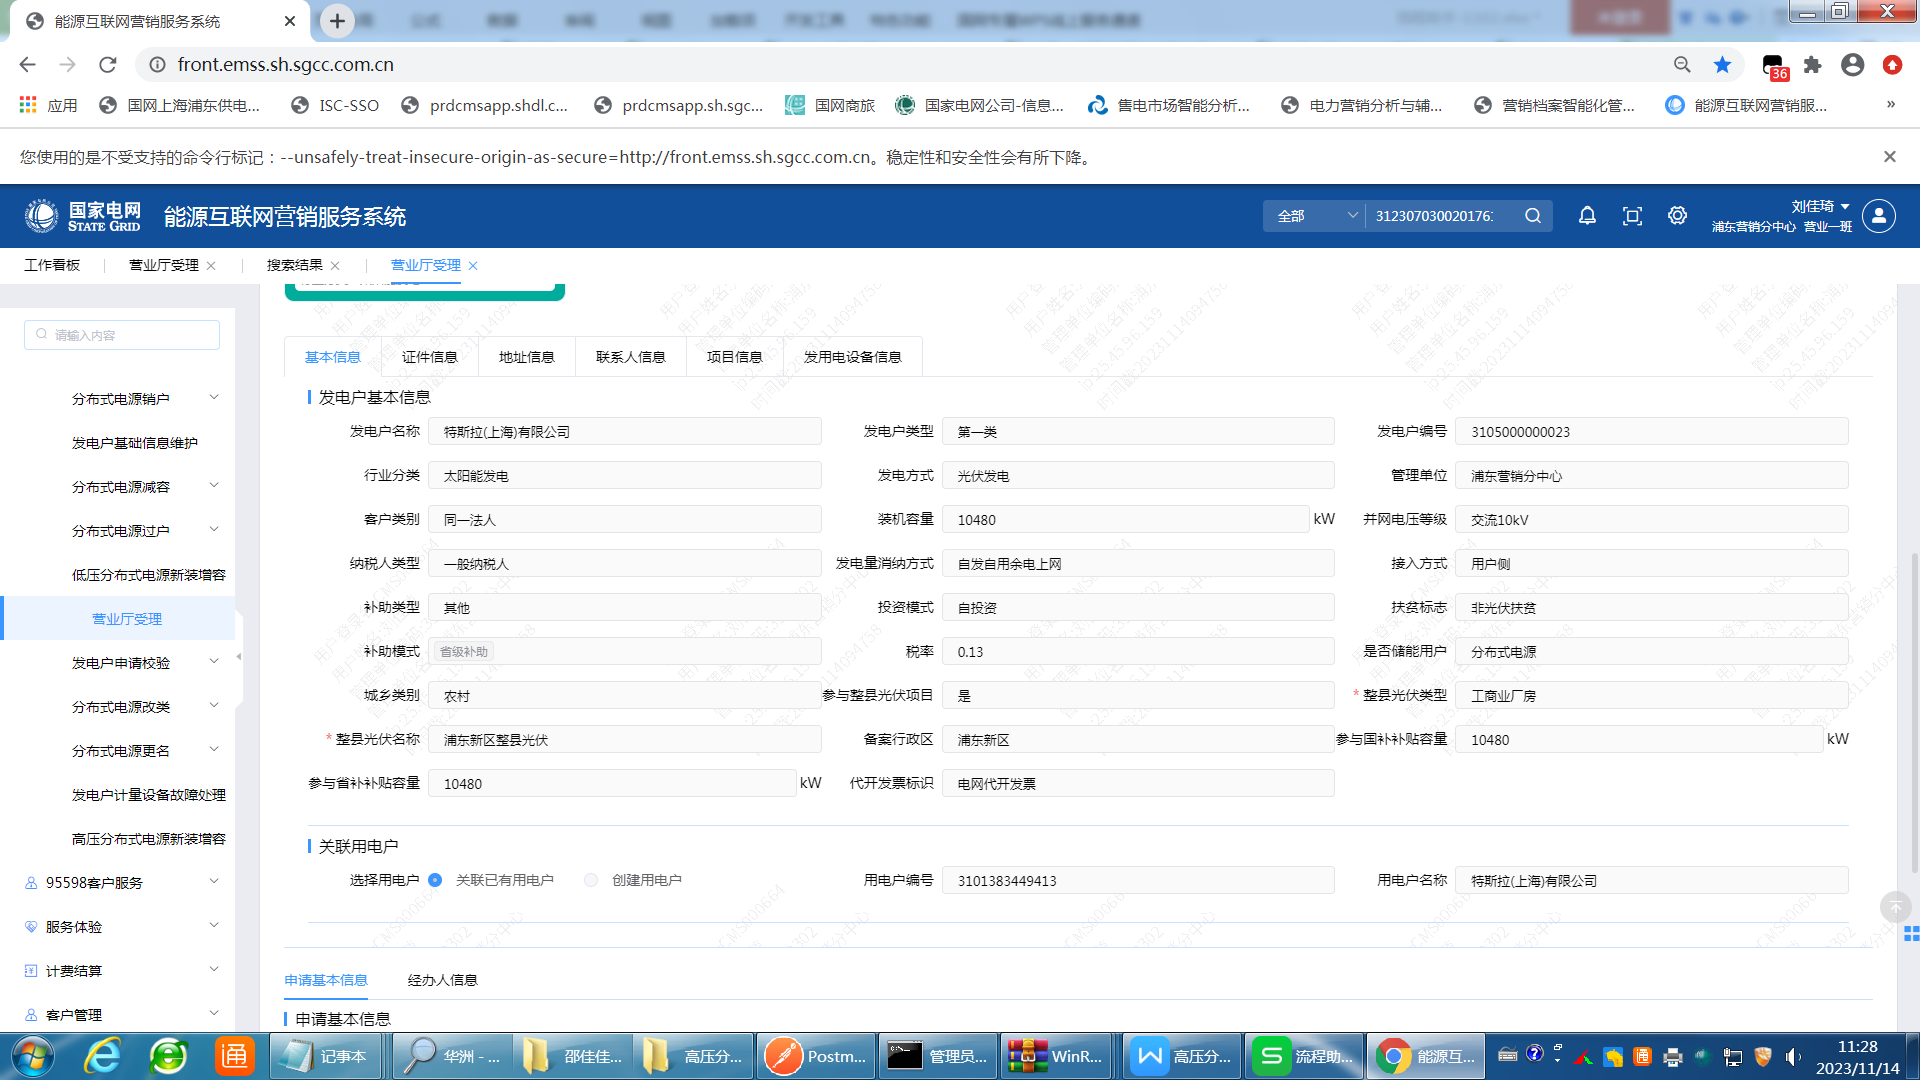 能源互联网营销服务系统
front.emss.sh.sgcc.com.cn
36
应用
国网上海浦东供电...
ISC-SSO
prdcmsapp.shdl.c...
prdcmsapp.sh.sgc...
国网商旅
国家电网公司-信息...
售电市场智能分析...
电力营销分析与辅...
营销档案智能化管...
能源互联网营销服...
»
您使用的是不受支持的命令行标记：--unsafely-treat-insecure-origin-as-secure=http://front.emss.sh.sgcc.com.cn。稳定性和安全性会有所下降。
国家电网
STATE GRID
能源互联网营销服务系统
全部
312307030020176
刘佳琦
浦东营销分中心 营业一班
工作看板
营业厅受理
搜索结果
营业厅受理
请输入内容
分布式电源销户
发电户基础信息维护
分布式电源减容
分布式电源过户
低压分布式电源新装增容
营业厅受理
发电户申请校验
分布式电源改类
分布式电源更名
发电户计量设备故障处理
高压分布式电源新装增容
95598客户服务
服务体验
计费结算
客户管理
基本信息
证件信息
地址信息
联系人信息
项目信息
发用电设备信息
发电户基本信息
发电户名称 特斯拉(上海)有限公司
发电户类型 第一类
发电户编号 3105000000023
行业分类 太阳能发电
发电方式 光伏发电
管理单位 浦东营销分中心
客户类别 同一法人
装机容量 10480 kW
并网电压等级 交流10kV
纳税人类型 一般纳税人
发电量消纳方式 自发自用余电上网
接入方式 用户侧
补助类型 其他
投资模式 自投资
扶贫标志 非光伏扶贫
补助模式 省级补助
税率 0.13
是否储能用户 分布式电源
城乡类别 农村
参与整县光伏项目 是
* 整县光伏类型 工商业厂房
* 整县光伏名称 浦东新区整县光伏
备案行政区 浦东新区
参与国补补贴容量 10480 kW
参与省补补贴容量 10480 kW
代开发票标识 电网代开发票
关联用电户
选择用电户 关联已有用电户 创建用电户
用电户编号 3101383449413
用电户名称 特斯拉(上海)有限公司
申请基本信息
经办人信息
申请基本信息
通
记事本
华洲 - ...
邵佳佳...
高压分...
Postm...
管理员...
WinR...
高压分...
流程助...
能源互...
11:28
2023/11/14